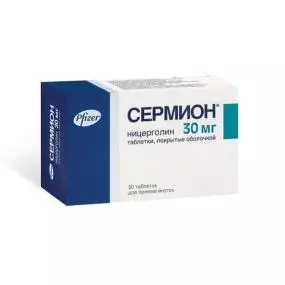 Pfizer
СЕРМИОН®
ницерголин 30 мг
таблетки, покрытые оболочкой
30 таблеток
для приема внутрь